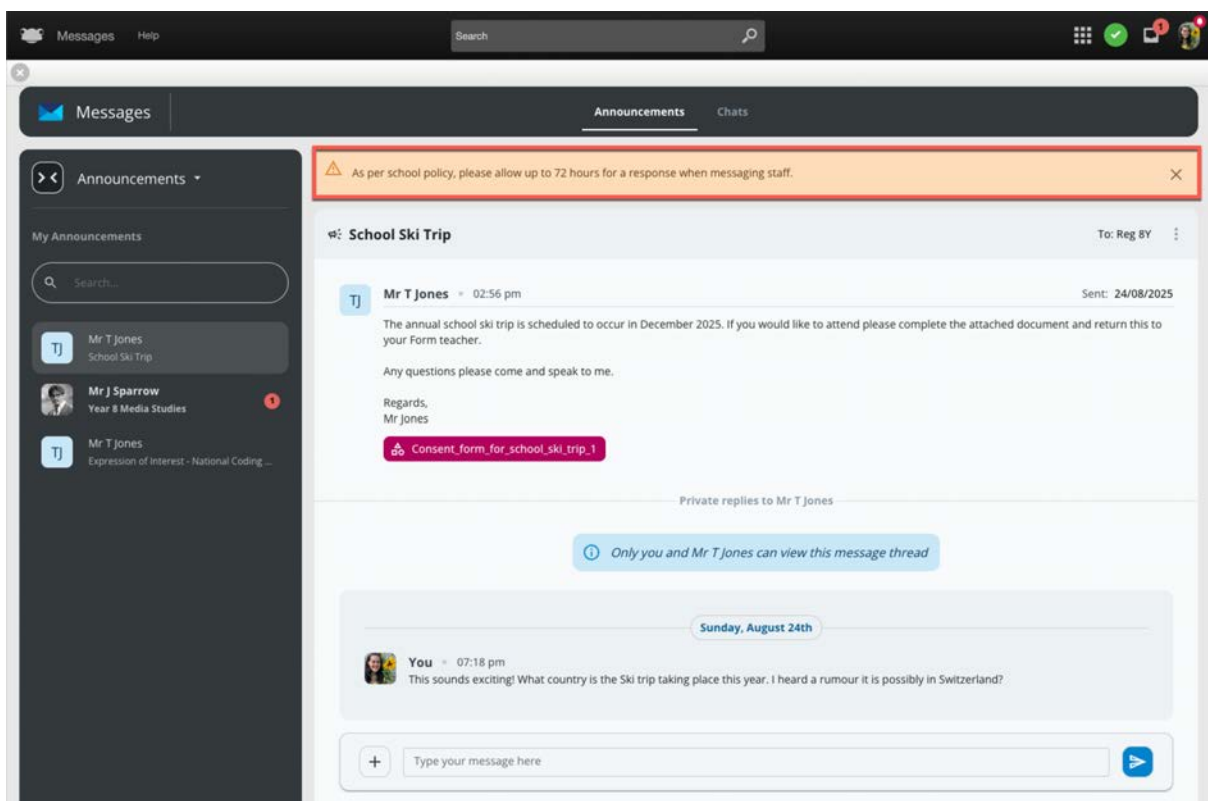 Messages Help Search 1
Messages Announcements Chats
Announcements
My Announcements
Search...
TJ Mr T Jones
School Ski Trip
Mr J Sparrow
Year 8 Media Studies
1
TJ Mr T Jones
Expression of Interest - National Coding ...
As per school policy, please allow up to 72 hours for a response when messaging staff.
School Ski Trip To: Reg 8Y
TJ Mr T Jones 02:56 pm Sent: 24/08/2025
The annual school ski trip is scheduled to occur in December 2025. If you would like to attend please complete the attached document and return this to
your Form teacher.
Any questions please come and speak to me.
Regards,
Mr Jones
Consent_form_for_school_ski_trip_1
Private replies to Mr T Jones
Only you and Mr T Jones can view this message thread
Sunday, August 24th
You 07:18 pm
This sounds exciting! What country is the Ski trip taking place this year. I heard a rumour it is possibly in Switzerland?
Type your message here